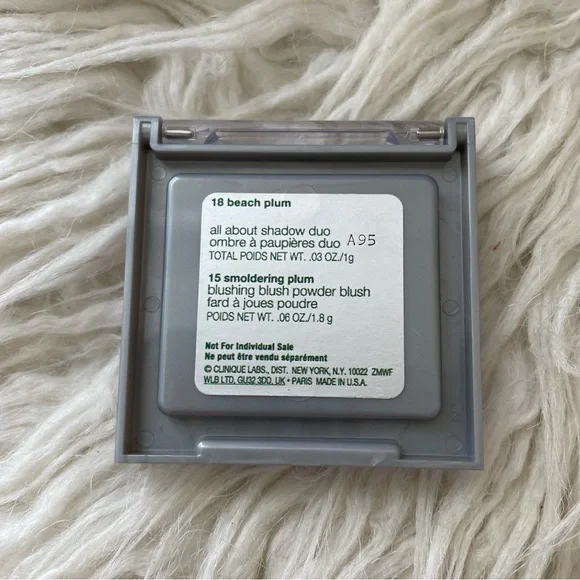 18 beach plum
all about shadow duo
ombre à paupières duo A95
TOTAL POIDS NET WT. .03 OZ./1g
15 smoldering plum
blushing blush powder blush
fard à joues poudre
POIDS NET WT. .06 OZ./1.8 g
Not For Individual Sale
Ne peut être vendu séparément
© CLINIQUE LABS., DIST. NEW YORK, N.Y. 10022 ZMWF
WLB LTD. GU32 3DD, UK • PARIS MADE IN U.S.A.